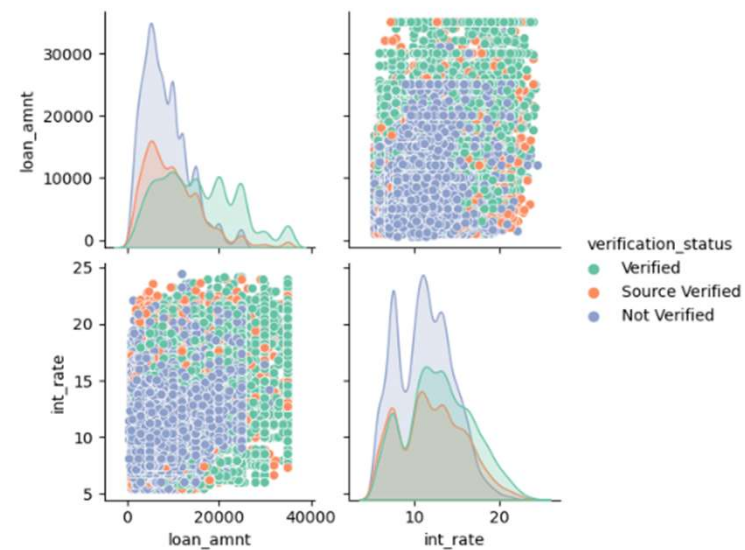 loan_amnt
30000
20000
10000
0
verification_status
Verified
Source Verified
Not Verified
int_rate
25
20
15
10
5
0 20000 40000
10 20
loan_amnt
int_rate